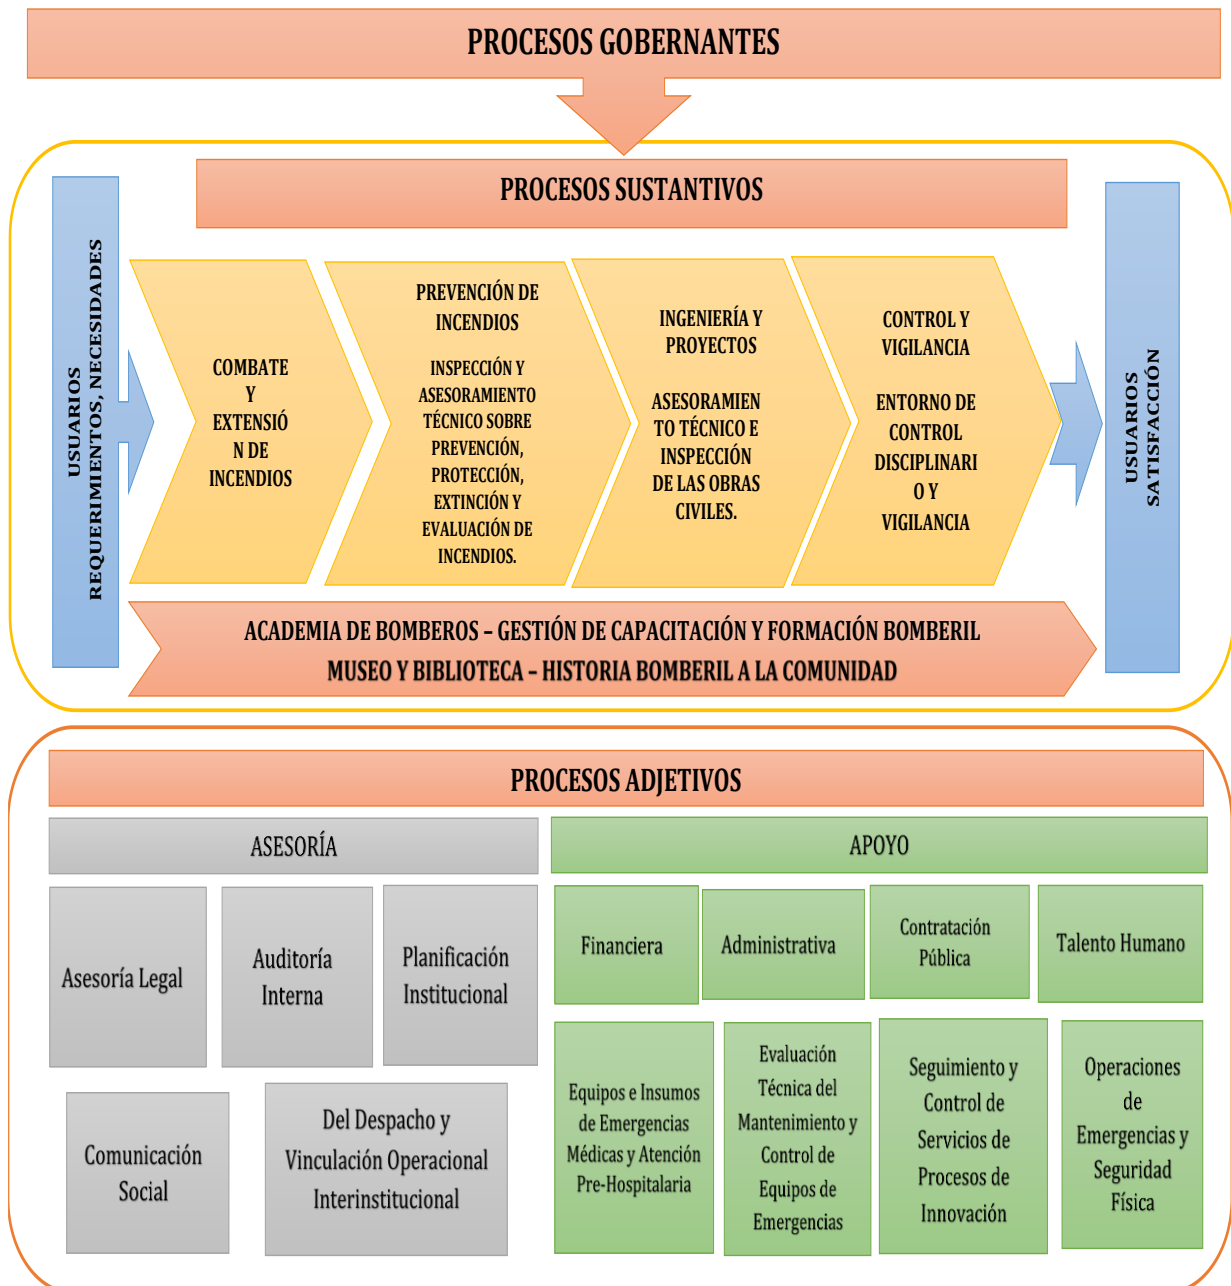 PROCESOS GOBERNANTES
PROCESOS SUSTANTIVOS
USUARIOS
REQUERIMIENTOS, NECESIDADES
COMBATE
Y
EXTENSIÓ
N DE
INCENDIOS
PREVENCIÓN DE
INCENDIOS
INSPECCIÓN Y
ASESORAMIENTO
TÉCNICO SOBRE
PREVENCIÓN,
PROTECCIÓN,
EXTINCIÓN Y
EVALUACIÓN DE
INCENDIOS.
INGENIERÍA Y
PROYECTOS
ASESORAMIEN
TO TÉCNICO E
INSPECCIÓN
DE LAS OBRAS
CIVILES.
CONTROL Y
VIGILANCIA
ENTORNO DE
CONTROL
DISCIPLINARI
O Y
VIGILANCIA
USUARIOS
SATISFACCIÓN
ACADEMIA DE BOMBEROS – GESTIÓN DE CAPACITACIÓN Y FORMACIÓN BOMBERIL
MUSEO Y BIBLIOTECA – HISTORIA BOMBERIL A LA COMUNIDAD
PROCESOS ADJETIVOS
ASESORÍA
Asesoría Legal
Auditoría
Interna
Planificación
Institucional
Comunicación
Social
Del Despacho y
Vinculación Operacional
Interinstitucional
APOYO
Financiera
Administrativa
Contratación
Pública
Talento Humano
Equipos e Insumos
de Emergencias
Médicas y Atención
Pre-Hospitalaria
Evaluación
Técnica del
Mantenimiento y
Control de
Equipos de
Emergencias
Seguimiento y
Control de
Servicios de
Procesos de
Innovación
Operaciones
de
Emergencias y
Seguridad
Física